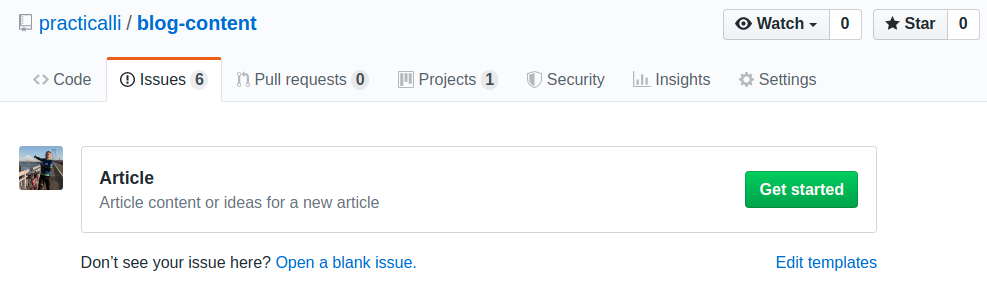 practicalli / blog-content
Watch 0 Star 0
Code Issues 6 Pull requests 0 Projects 1 Security Insights Settings
Article
Article content or ideas for a new article
Get started
Don’t see your issue here? Open a blank issue. Edit templates